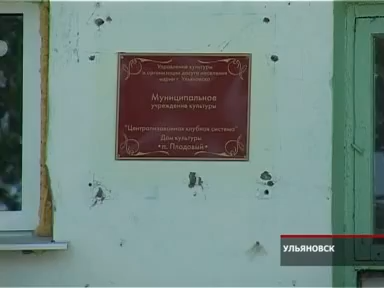 Управление культуры
и организации досуга населения
мэрии г. Ульяновска
Муниципальное
учреждение культуры
"Централизованная клубная система"
Дом культуры
"п. Плодовый"
УЛЬЯНОВСК